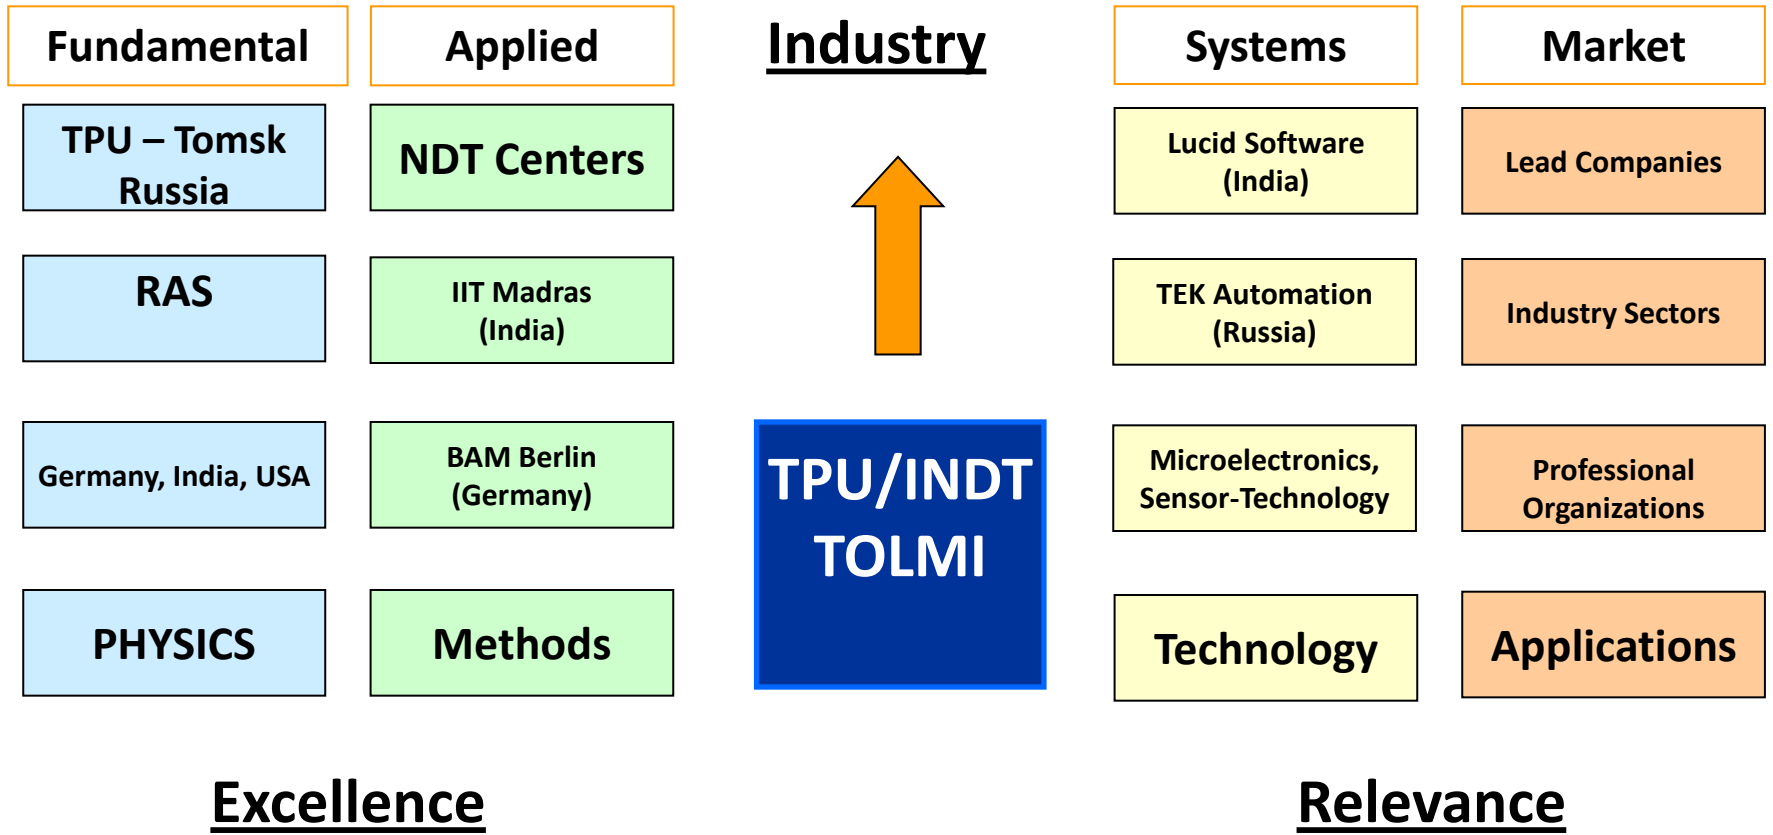 Fundamental
Applied
Industry
Systems
Market
TPU – Tomsk
Russia
NDT Centers
Lucid Software
(India)
Lead Companies
RAS
IIT Madras
(India)
TEK Automation
(Russia)
Industry Sectors
Germany, India, USA
BAM Berlin
(Germany)
TPU/INDT
TOLMI
Microelectronics,
Sensor-Technology
Professional
Organizations
PHYSICS
Methods
Technology
Applications
Excellence
Relevance